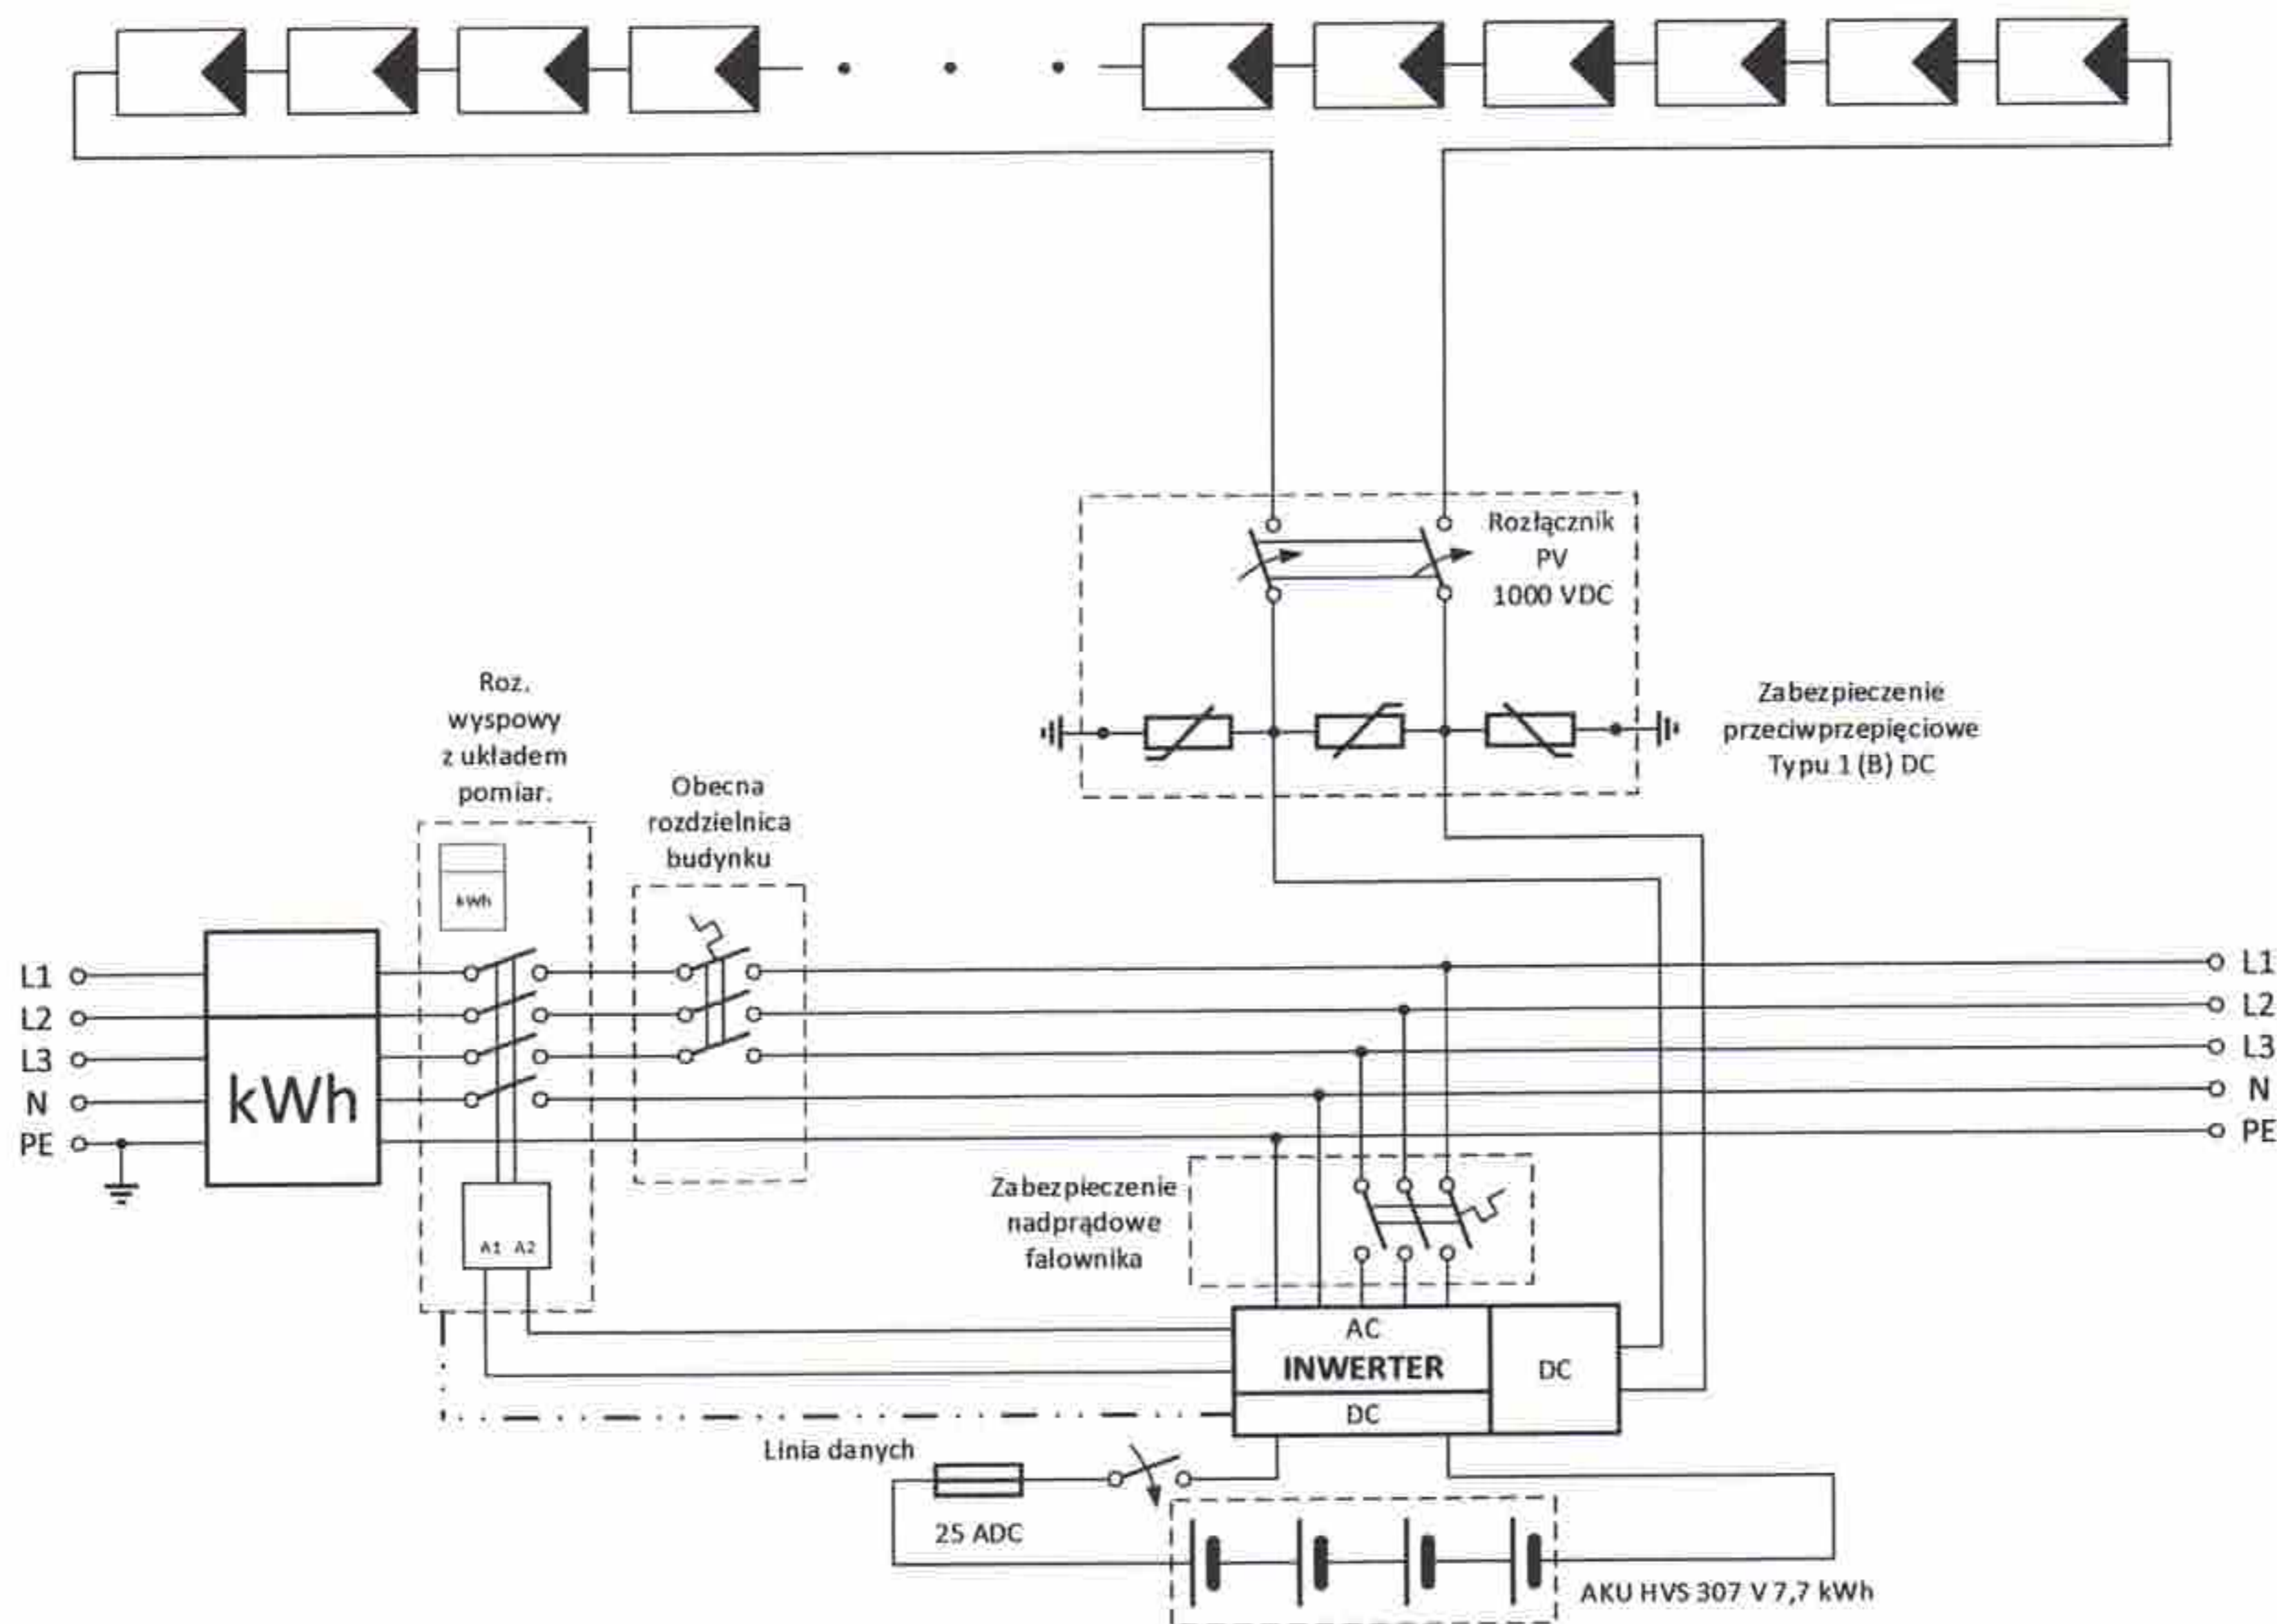 Rozłącznik
PV
1000 VDC
Zabezpieczenie
przeciwprzepięciowe
Typu 1 (B) DC
Roz.
wyspowy
z układem
pomiar.
Obecna
rozdzielnica
budynku
kWh
L1
L2
L3
N
PE
kWh
L1
L2
L3
N
PE
A1 A2
Zabezpieczenie
nadprądowe
falownika
AC
INWERTER
DC
DC
Linia danych
25 ADC
AKU HVS 307 V 7,7 kWh